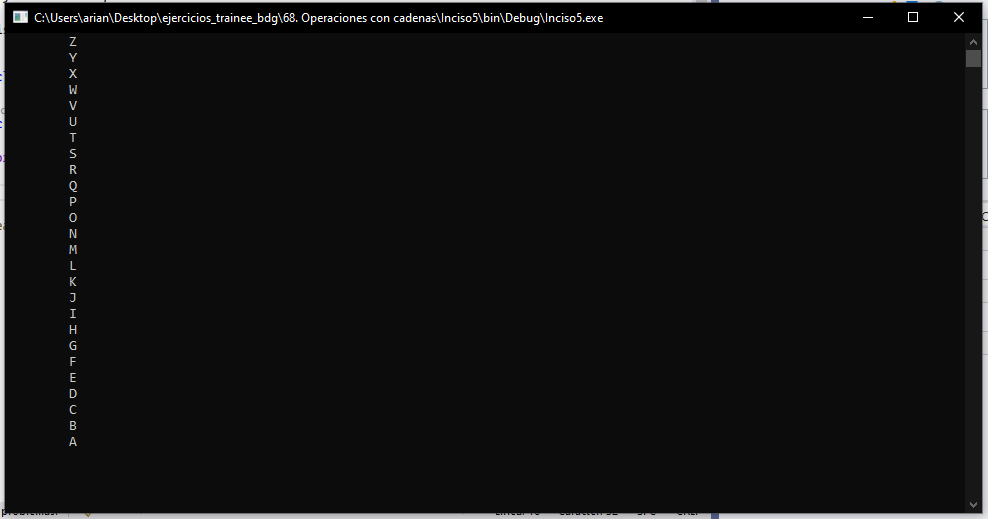 C:\Users\arian\Desktop\ejercicios_trainee_bdg\68. Operaciones con cadenas\Inciso5\bin\Debug\Inciso5.exe
Z
Y
X
W
V
U
T
S
R
Q
P
O
N
M
L
K
J
I
H
G
F
E
D
C
B
A